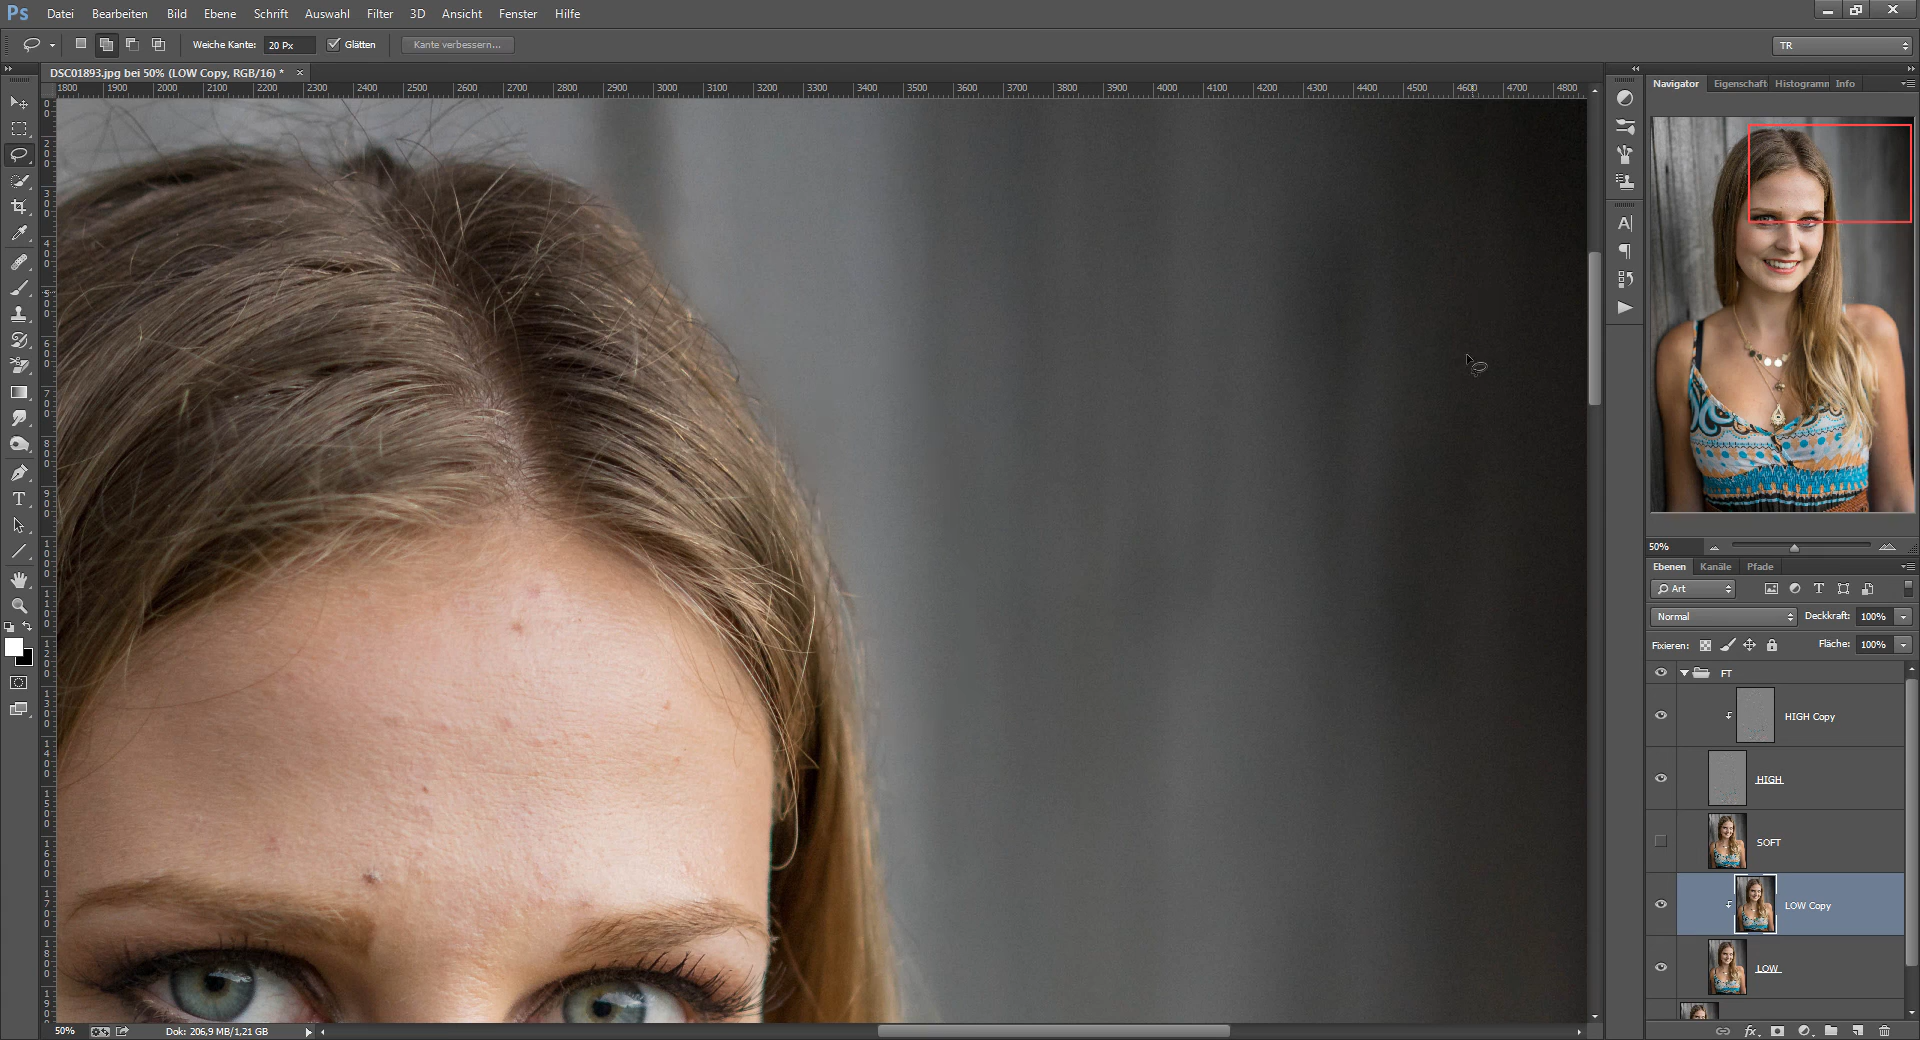 Ps Datei Bearbeiten Bild Ebene Schrift Auswahl Filter 3D Ansicht Fenster Hilfe
Weiche Kante: 20 Px Glätten Kante verbessern... TR
DSC01893.jpg bei 50% (LOW Copy, RGB/16) * ×
1800 1900 2000 2100 2200 2300 2400 2500 2600 2700 2800 2900 3000 3100 3200 3300 3400 3500 3600 3700 3800 3900 4000 4100 4200 4300 4400 4500 4600 4700 4800
Navigator Eigenschaft Histogramm Info
50%
Ebenen Kanäle Pfade
Art
Normal Deckkraft: 100%
Fixieren: Fläche: 100%
FT
HIGH Copy
HIGH
SOFT
LOW Copy
LOW
50% Dok: 206,9 MB/1,21 GB